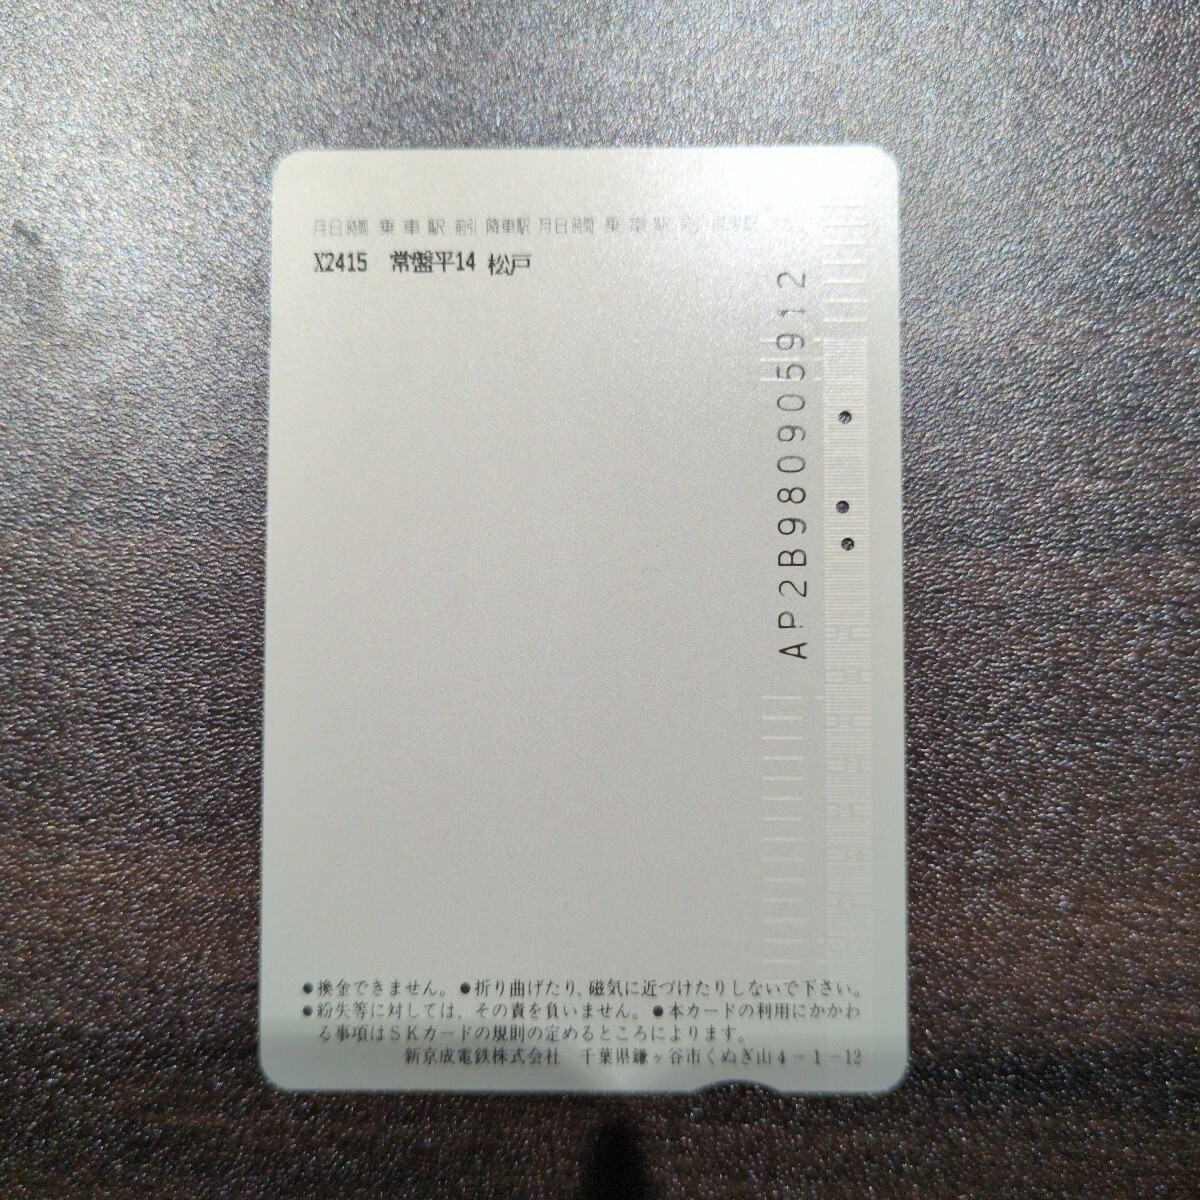 月日時間 乗車駅 前引 降車駅 月日時間 乗車駅 前引 降車駅
X2415 常盤平14 松戸
AP2B980905912
●換金できません。●折り曲げたり、磁気に近づけたりしないで下さい。
●紛失等に対しては、その責を負いません。●本カードの利用にかかわ
る事項はSKカードの規則の定めるところによります。
新京成電鉄株式会社 千葉県鎌ヶ谷市くぬぎ山4－1－12